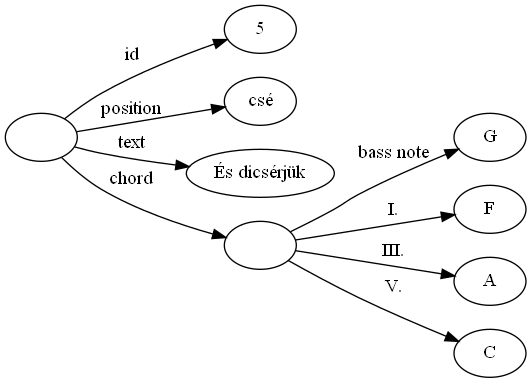 5
id
csé
position
text
És dicsérjük
chord
G
bass note
F
I.
III.
A
V.
C